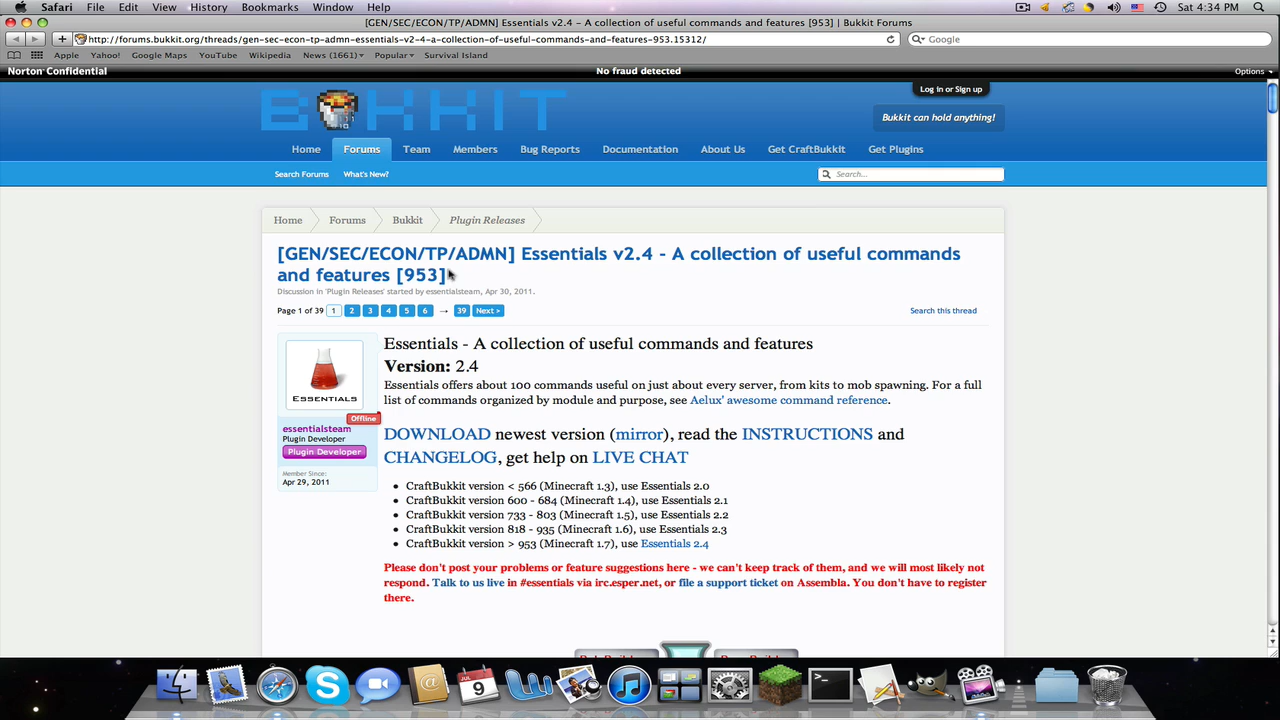 Safari File Edit View History Bookmarks Window Help Sat 4:34 PM
[GEN/SEC/ECON/TP/ADMN] Essentials v2.4 – A collection of useful commands and features [953] | Bukkit Forums
http://forums.bukkit.org/threads/gen-sec-econ-tp-admn-essentials-v2-4-a-collection-of-useful-commands-and-features-953.15312/ Google
Apple Yahoo! Google Maps YouTube Wikipedia News (1661) Popular Survival Island
Norton Confidential No fraud detected Options
BUKKIT
Log in or Sign up
Bukkit can hold anything!
Home Forums Team Members Bug Reports Documentation About Us Get CraftBukkit Get Plugins
Search Forums What's New? Search...
Home Forums Bukkit Plugin Releases
[GEN/SEC/ECON/TP/ADMN] Essentials v2.4 - A collection of useful commands
and features [953]
Discussion in 'Plugin Releases' started by essentialsteam, Apr 30, 2011.
Page 1 of 39 1 2 3 4 5 6 → 39 Next > Search this thread
Essentials - A collection of useful commands and features
Version: 2.4
Essentials offers about 100 commands useful on just about every server, from kits to mob spawning. For a full
list of commands organized by module and purpose, see Aelux' awesome command reference.
ESSENTIALS
Offline
essentialsteam
Plugin Developer
Plugin Developer
Member Since:
Apr 29, 2011
DOWNLOAD newest version (mirror), read the INSTRUCTIONS and
CHANGELOG, get help on LIVE CHAT
• CraftBukkit version < 566 (Minecraft 1.3), use Essentials 2.0
• CraftBukkit version 600 - 684 (Minecraft 1.4), use Essentials 2.1
• CraftBukkit version 733 - 803 (Minecraft 1.5), use Essentials 2.2
• CraftBukkit version 818 - 935 (Minecraft 1.6), use Essentials 2.3
• CraftBukkit version > 953 (Minecraft 1.7), use Essentials 2.4
Please don't post your problems or feature suggestions here - we can't keep track of them, and we will most likely not
respond. Talk to us live in #essentials via irc.esper.net, or file a support ticket on Assembla. You don't have to register
there.
JUL
9